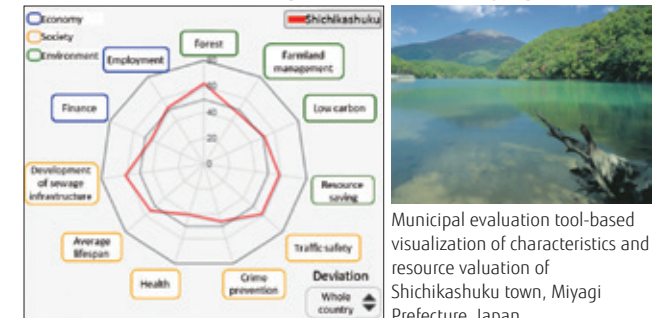 Economy
Society
Environment
Shichikashuku
Forest
Employment
Farmland
management
Finance
Low carbon
80
60
40
20
0
Development
of sewage
infrastructure
Resource
saving
Average
lifespan
Traffic safety
Health
Crime
prevention
Deviation
Whole
country
Municipal evaluation tool-based
visualization of characteristics and
resource valuation of
Shichikashuku town, Miyagi
Prefecture, Japan